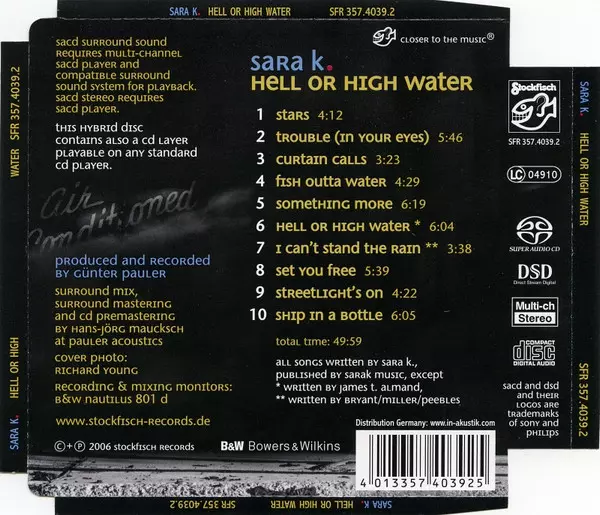 SARA K. HELL OR HIGH WATER SFR 357.4039.2
sacd surround sound
requires multi-channel
sacd player and
compatible surround
sound system for playback.
sacd stereo requires
sacd player.
this hybrid disc
contains also a cd layer
playable on any standard
cd player.
air
conditioned
produced and recorded
by günter pauler
surround mix,
surround mastering
and cd premastering
by hans-jörg maucksch
at pauler acoustics
cover photo:
richard young
recording & mixing monitors:
b&w nautilus 801 d
www.stockfisch-records.de
©+℗ 2006 stockfisch records
closer to the music®
sara k.
hell or high water
1 stars 4:12
2 trouble (in your eyes) 5:46
3 curtain calls 3:23
4 fish outta water 4:29
5 something more 6:19
6 hell or high water * 6:04
7 i can't stand the rain ** 3:38
8 set you free 5:39
9 streetlight's on 4:22
10 ship in a bottle 6:05
total time: 49:59
all songs written by sara k.,
published by sarak music, except
* written by james t. almand,
** written by bryant/miller/peebles
Distribution Germany: www.in-akustik.com
B&W Bowers & Wilkins
4 013357 403925
Stockfisch
SFR 357.4039.2
LC 04910
SUPER AUDIO CD
DSD
Direct Stream Digital
Multi-ch
Stereo
COMPACT
disc
DIGITAL AUDIO
sacd and dsd
and their
logos are
trademarks
of sony and
philips
SARA K. HELL OR HIGH WATER SFR 357.4039.2
SARA K. HELL OR HIGH WATER SFR 357.4039.2
SARA K. HELL OR HIGH WATER SFR 357.4039.2